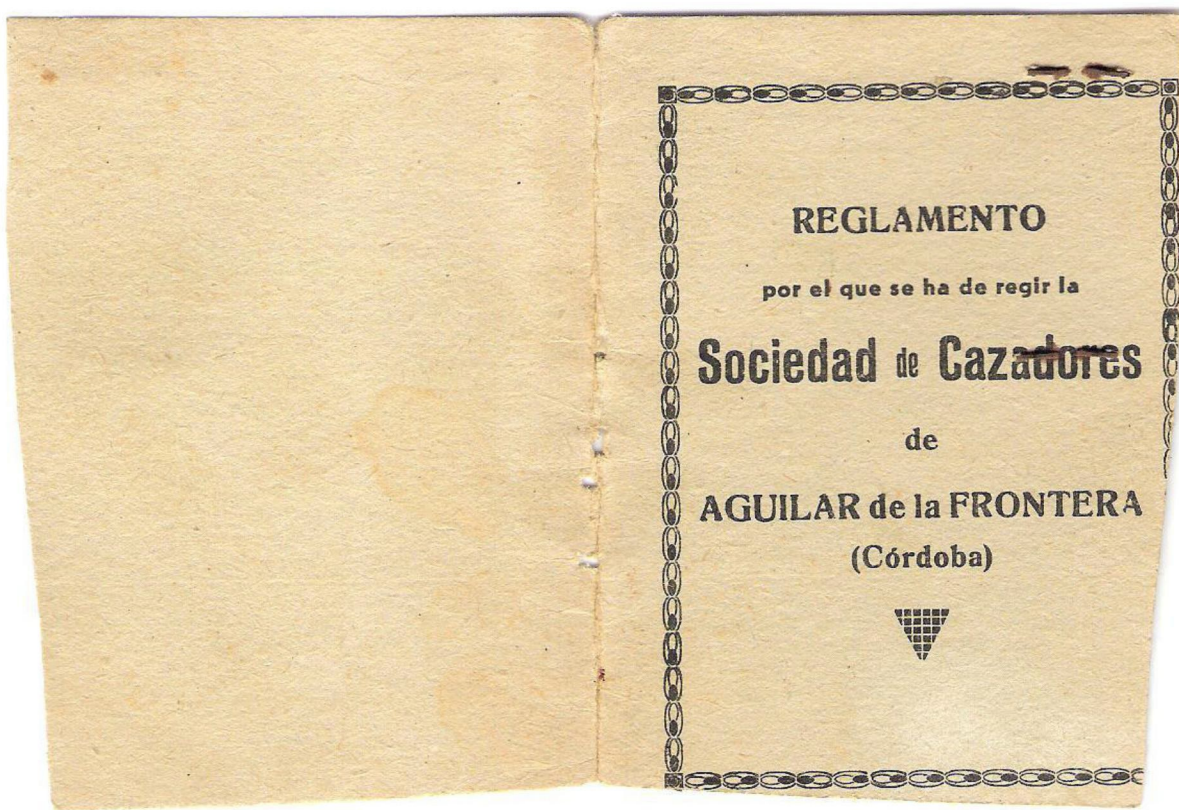 REGLAMENTO
por el que se ha de regir la
Sociedad de Cazadores
de
AGUILAR de la FRONTERA
(Córdoba)